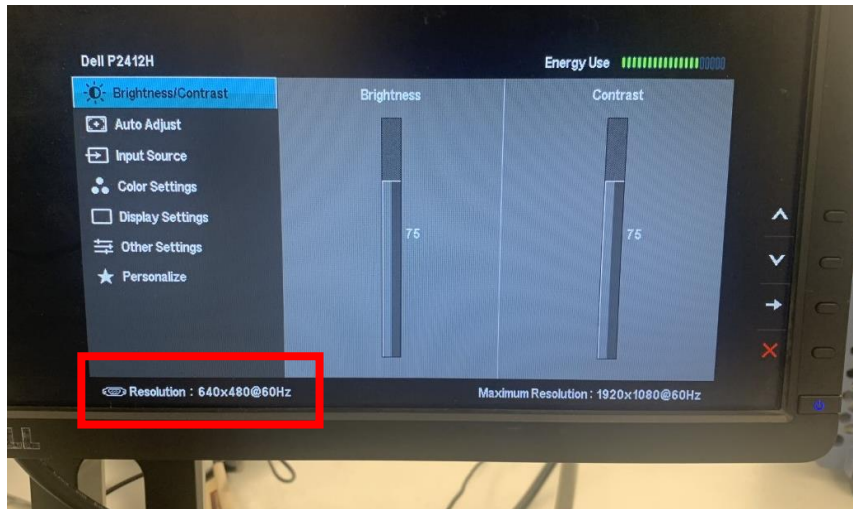 Dell P2412H
Energy Use
Brightness/Contrast
Auto Adjust
Input Source
Color Settings
Display Settings
Other Settings
Personalize
Brightness
75
Contrast
75
Resolution : 640x480@60Hz
Maximum Resolution : 1920x1080@60Hz